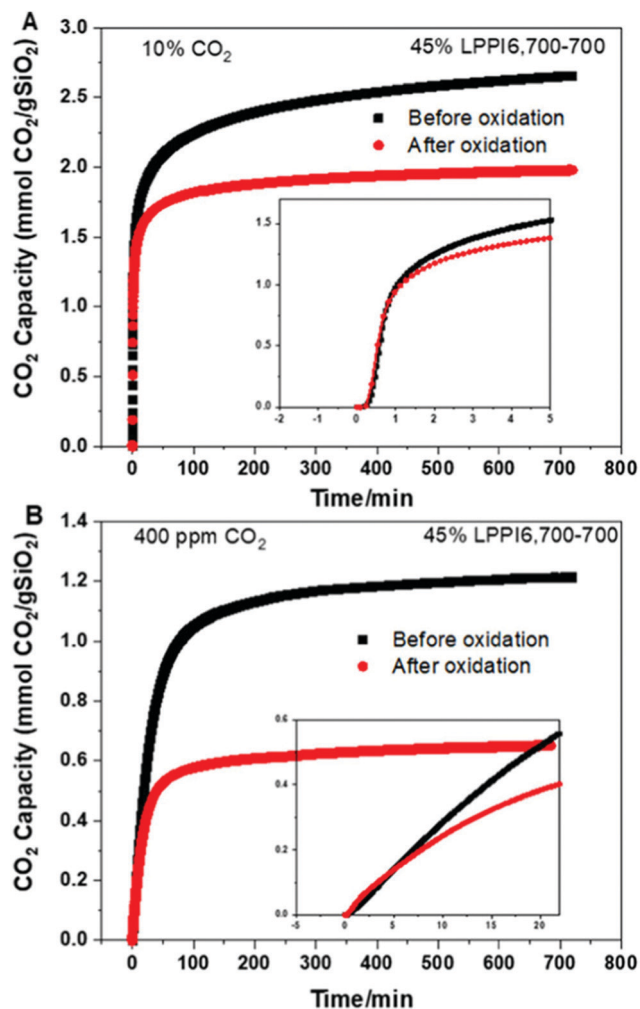 A
10% CO₂
45% LPPI6,700-700
Before oxidation
After oxidation
CO₂ Capacity (mmol CO₂/gSiO₂)
3.0
2.5
2.0
1.5
1.0
0.5
0.0
1.5
1.0
0.5
0.0
-2 -1 0 1 2 3 4 5
0 100 200 300 400 500 600 700 800
Time/min
B
400 ppm CO₂
45% LPPI6,700-700
Before oxidation
After oxidation
CO₂ Capacity (mmol CO₂/gSiO₂)
1.4
1.2
1.0
0.8
0.6
0.4
0.2
0.0
0.6
0.4
0.2
0.0
-5 0 5 10 15 20
0 100 200 300 400 500 600 700 800
Time/min